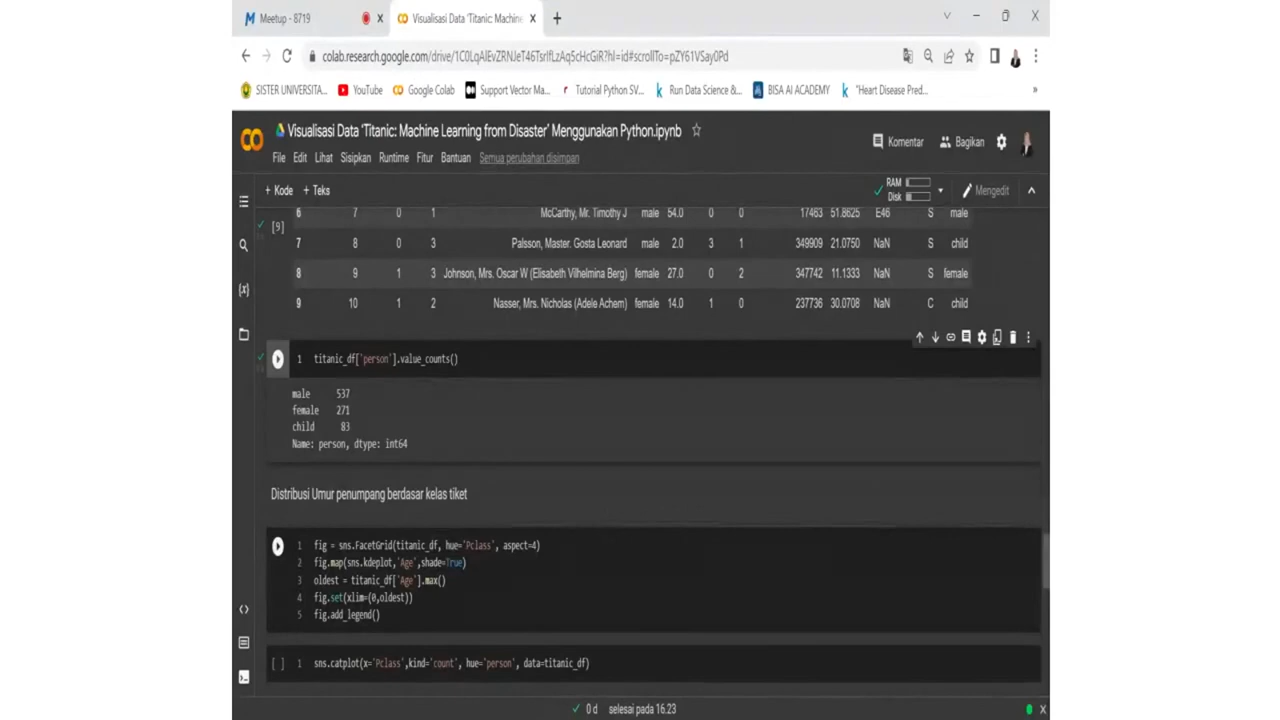 Meetup - 8719
Visualisasi Data 'Titanic: Machine
colab.research.google.com/drive/1C0LqAlEvZRNJeT46TsrIfLzAq5cHcGiR?hl=id#scrollTo=pZY61VSay0Pd
SISTER UNIVERSITA... YouTube Google Colab Support Vector Ma... Tutorial Python SV... Run Data Science &... BISA AI ACADEMY "Heart Disease Pred... »
Visualisasi Data 'Titanic: Machine Learning from Disaster' Menggunakan Python.ipynb
Komentar Bagikan
File Edit Lihat Sisipkan Runtime Fitur Bantuan Semua perubahan disimpan
+ Kode + Teks
RAM
Disk
Mengedit
[9]
6 7 0 1 McCarthy, Mr. Timothy J male 54.0 0 0 17463 51.8625 E46 S male
7 8 0 3 Palsson, Master. Gosta Leonard male 2.0 3 1 349909 21.0750 NaN S child
8 9 1 3 Johnson, Mrs. Oscar W (Elisabeth Vilhelmina Berg) female 27.0 0 2 347742 11.1333 NaN S female
9 10 1 2 Nasser, Mrs. Nicholas (Adele Achem) female 14.0 1 0 237736 30.0708 NaN C child
1 titanic_df['person'].value_counts()
male 537
female 271
child 83
Name: person, dtype: int64
Distribusi Umur penumpang berdasar kelas tiket
1 fig = sns.FacetGrid(titanic_df, hue='Pclass', aspect=4)
2 fig.map(sns.kdeplot,'Age',shade=True)
3 oldest = titanic_df['Age'].max()
4 fig.set(xlim=(0,oldest))
5 fig.add_legend()
[ ] 1 sns.catplot(x='Pclass',kind='count', hue='person', data=titanic_df)
0 d selesai pada 16.23